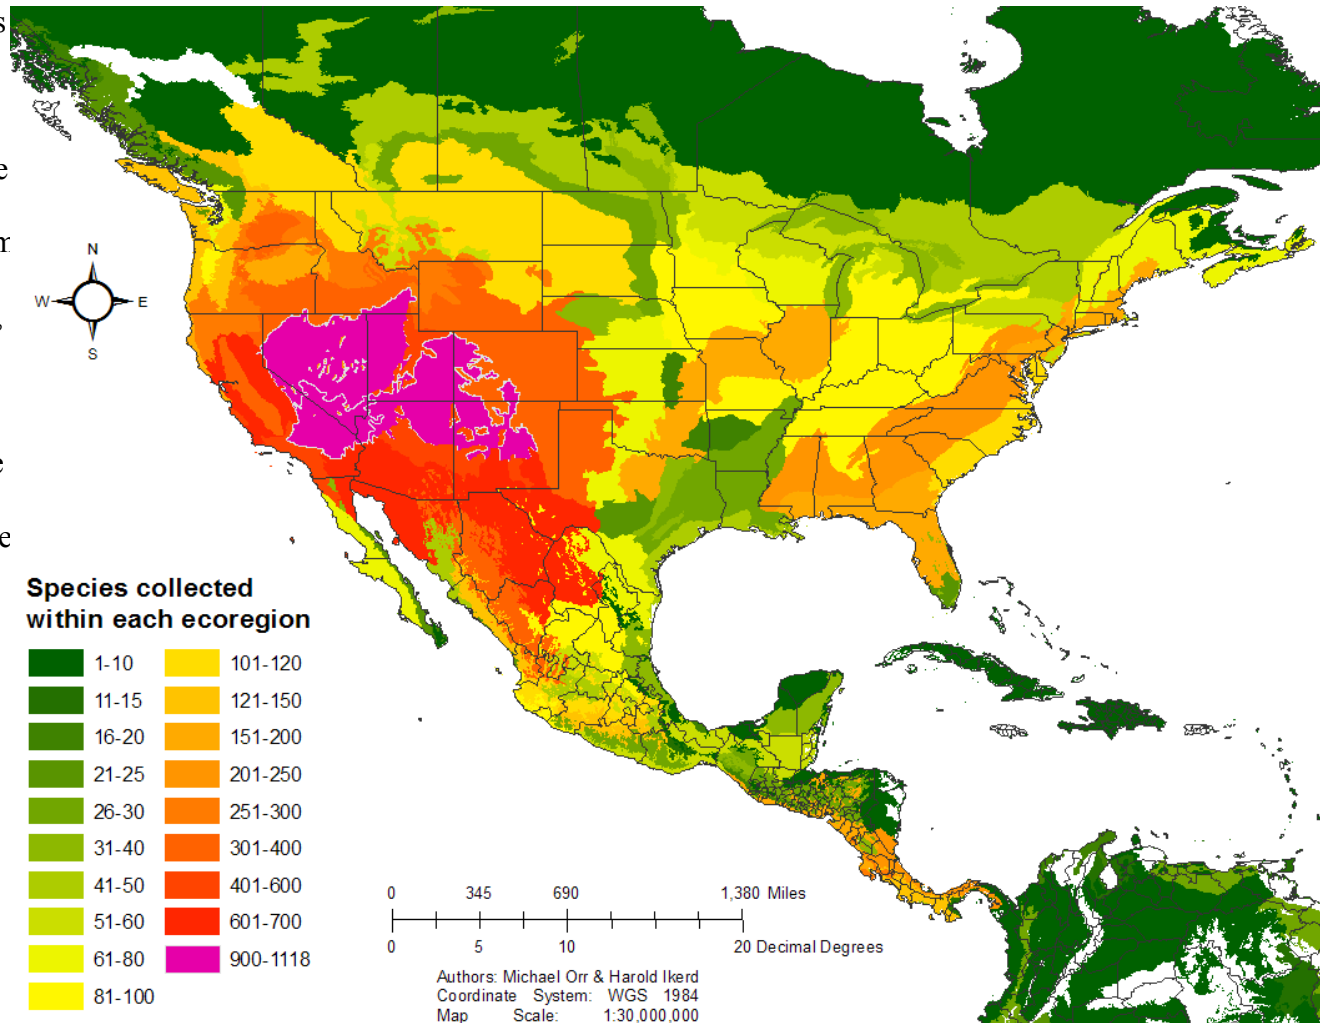 s
e
m
N
W
E
S
e
e
Species collected
within each ecoregion
1-10
11-15
16-20
21-25
26-30
31-40
41-50
51-60
61-80
81-100
101-120
121-150
151-200
201-250
251-300
301-400
401-600
601-700
900-1118
0 345 690 1,380 Miles
0 5 10 20 Decimal Degrees
Authors: Michael Orr & Harold Ikerd
Coordinate System: WGS 1984
Map Scale: 1:30,000,000